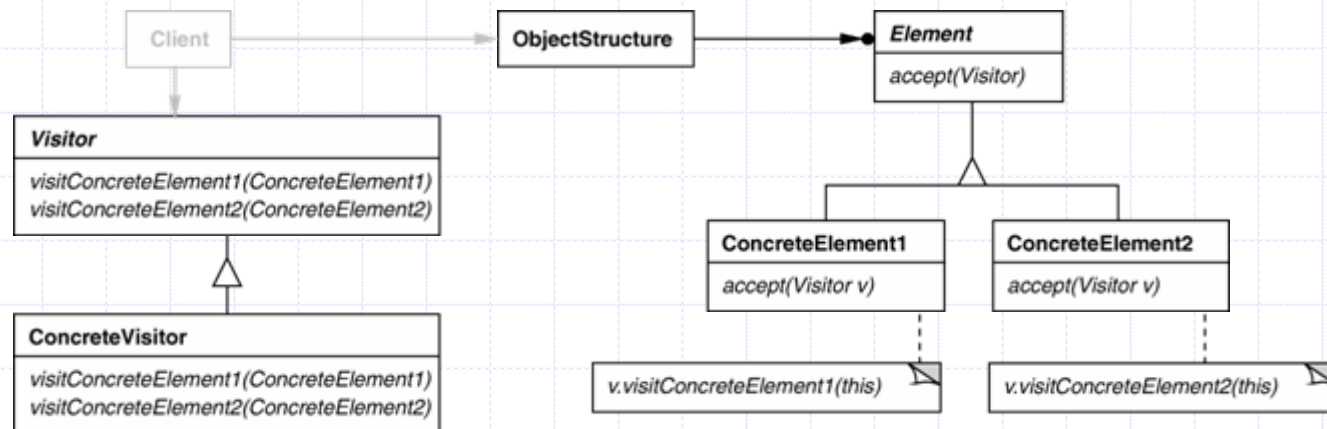 Client
ObjectStructure
Element
accept(Visitor)
Visitor
visitConcreteElement1(ConcreteElement1)
visitConcreteElement2(ConcreteElement2)
ConcreteElement1
accept(Visitor v)
ConcreteElement2
accept(Visitor v)
ConcreteVisitor
visitConcreteElement1(ConcreteElement1)
visitConcreteElement2(ConcreteElement2)
v.visitConcreteElement1(this)
v.visitConcreteElement2(this)